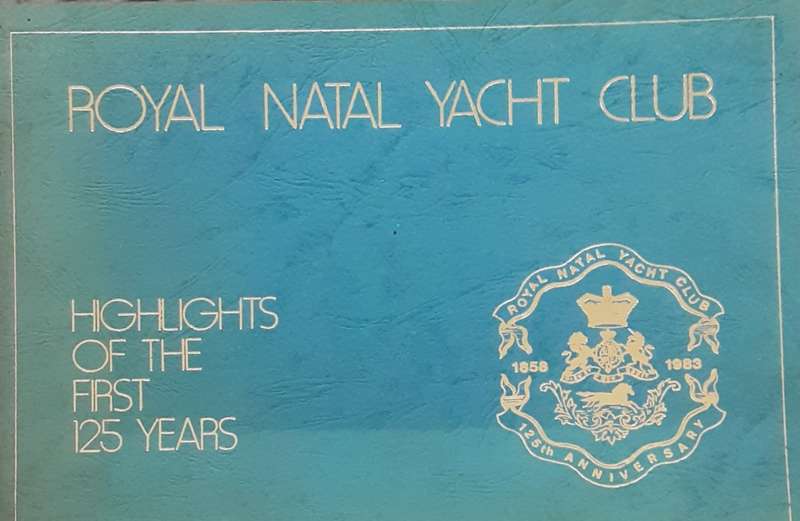 ROYAL NATAL YACHT CLUB
HIGHLIGHTS
OF THE
FIRST
125 YEARS
ROYAL NATAL YACHT CLUB
1858 1983
125th ANNIVERSARY